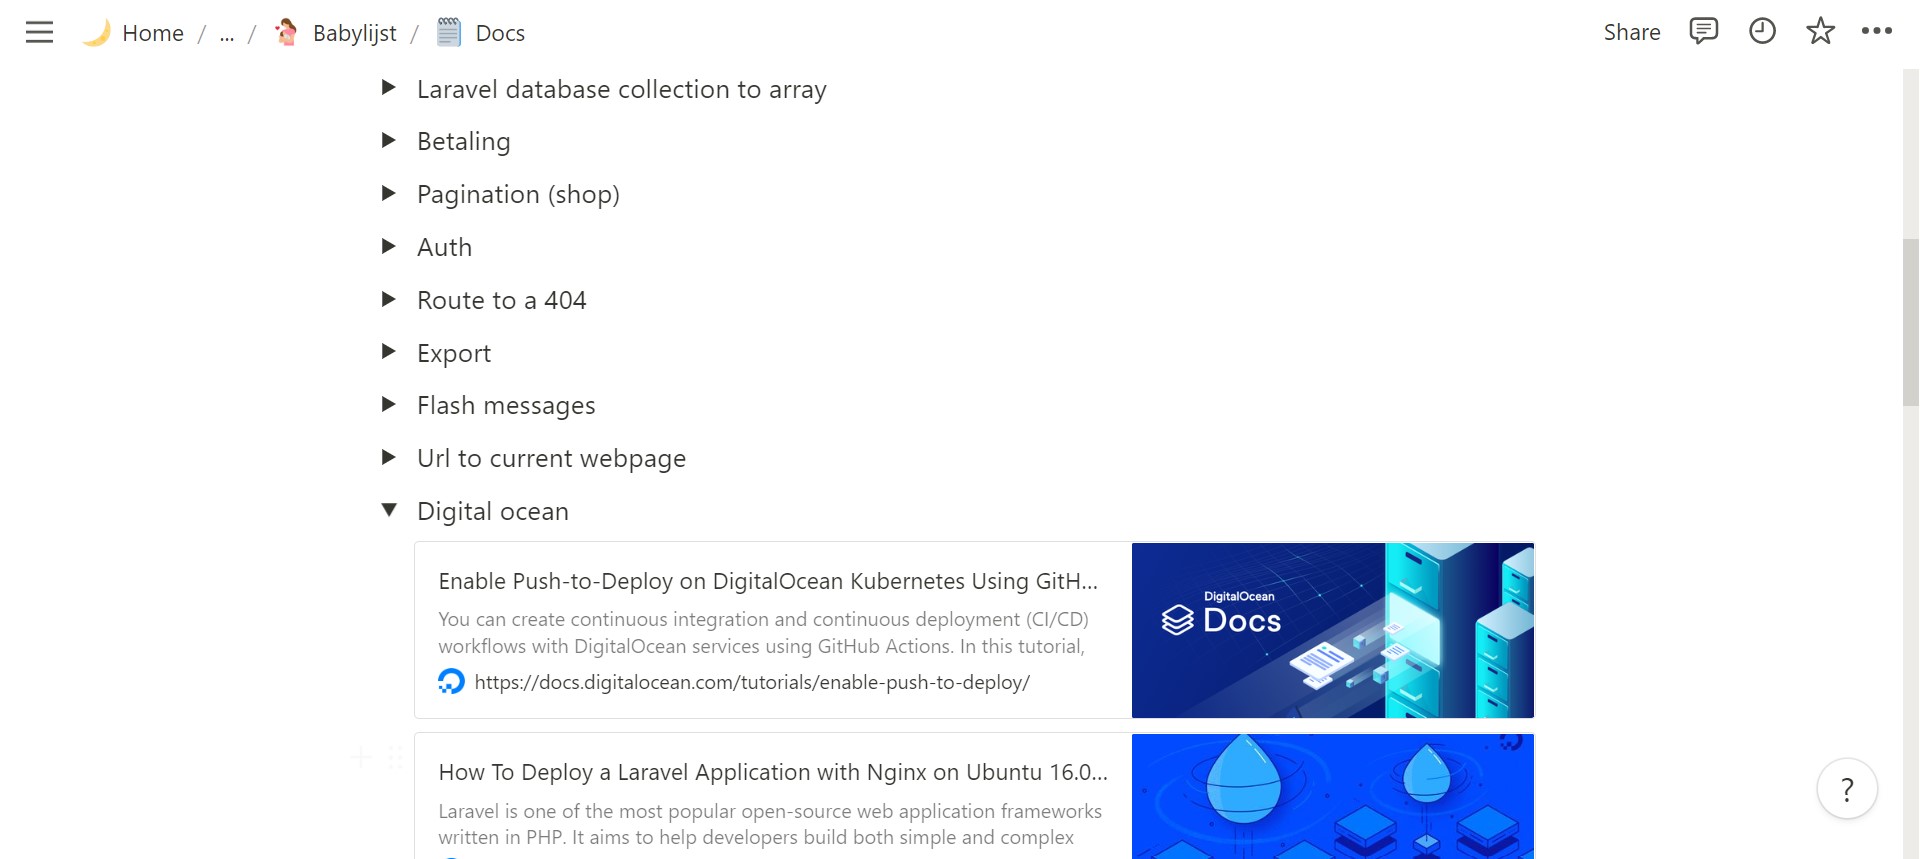 Home / ... / Babylijst / Docs
Share
Laravel database collection to array
Betaling
Pagination (shop)
Auth
Route to a 404
Export
Flash messages
Url to current webpage
Digital ocean
Enable Push-to-Deploy on DigitalOcean Kubernetes Using GitH...
You can create continuous integration and continuous deployment (CI/CD)
workflows with DigitalOcean services using GitHub Actions. In this tutorial,
https://docs.digitalocean.com/tutorials/enable-push-to-deploy/
DigitalOcean
Docs
How To Deploy a Laravel Application with Nginx on Ubuntu 16.0...
Laravel is one of the most popular open-source web application frameworks
written in PHP. It aims to help developers build both simple and complex
?